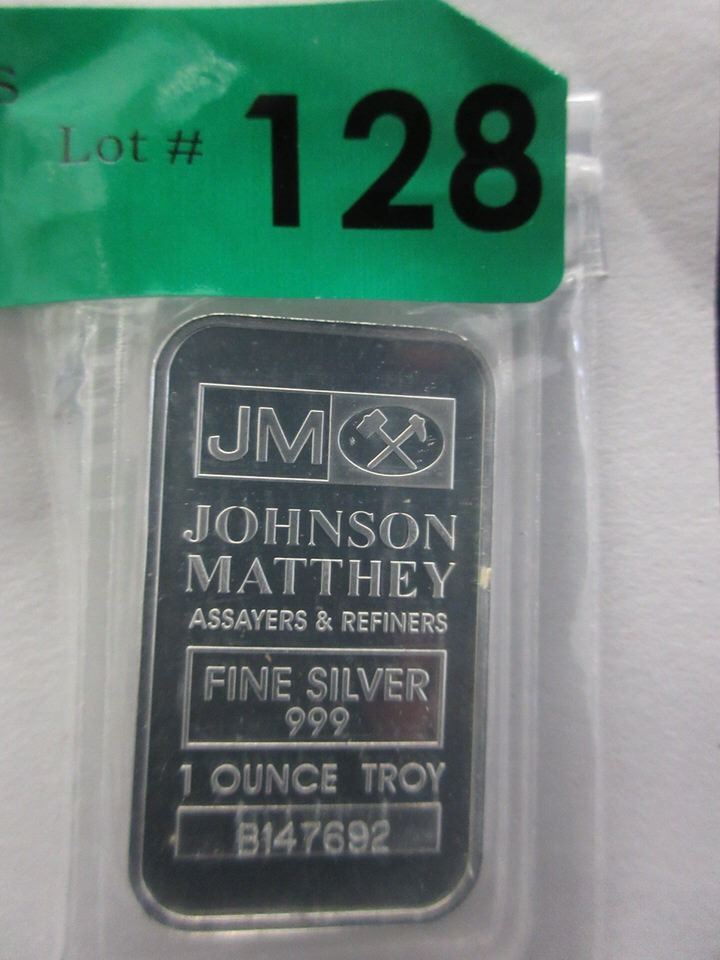 Lot # 128
JM
JOHNSON
MATTHEY
ASSAYERS & REFINERS
FINE SILVER
999
1 OUNCE TROY
B147692